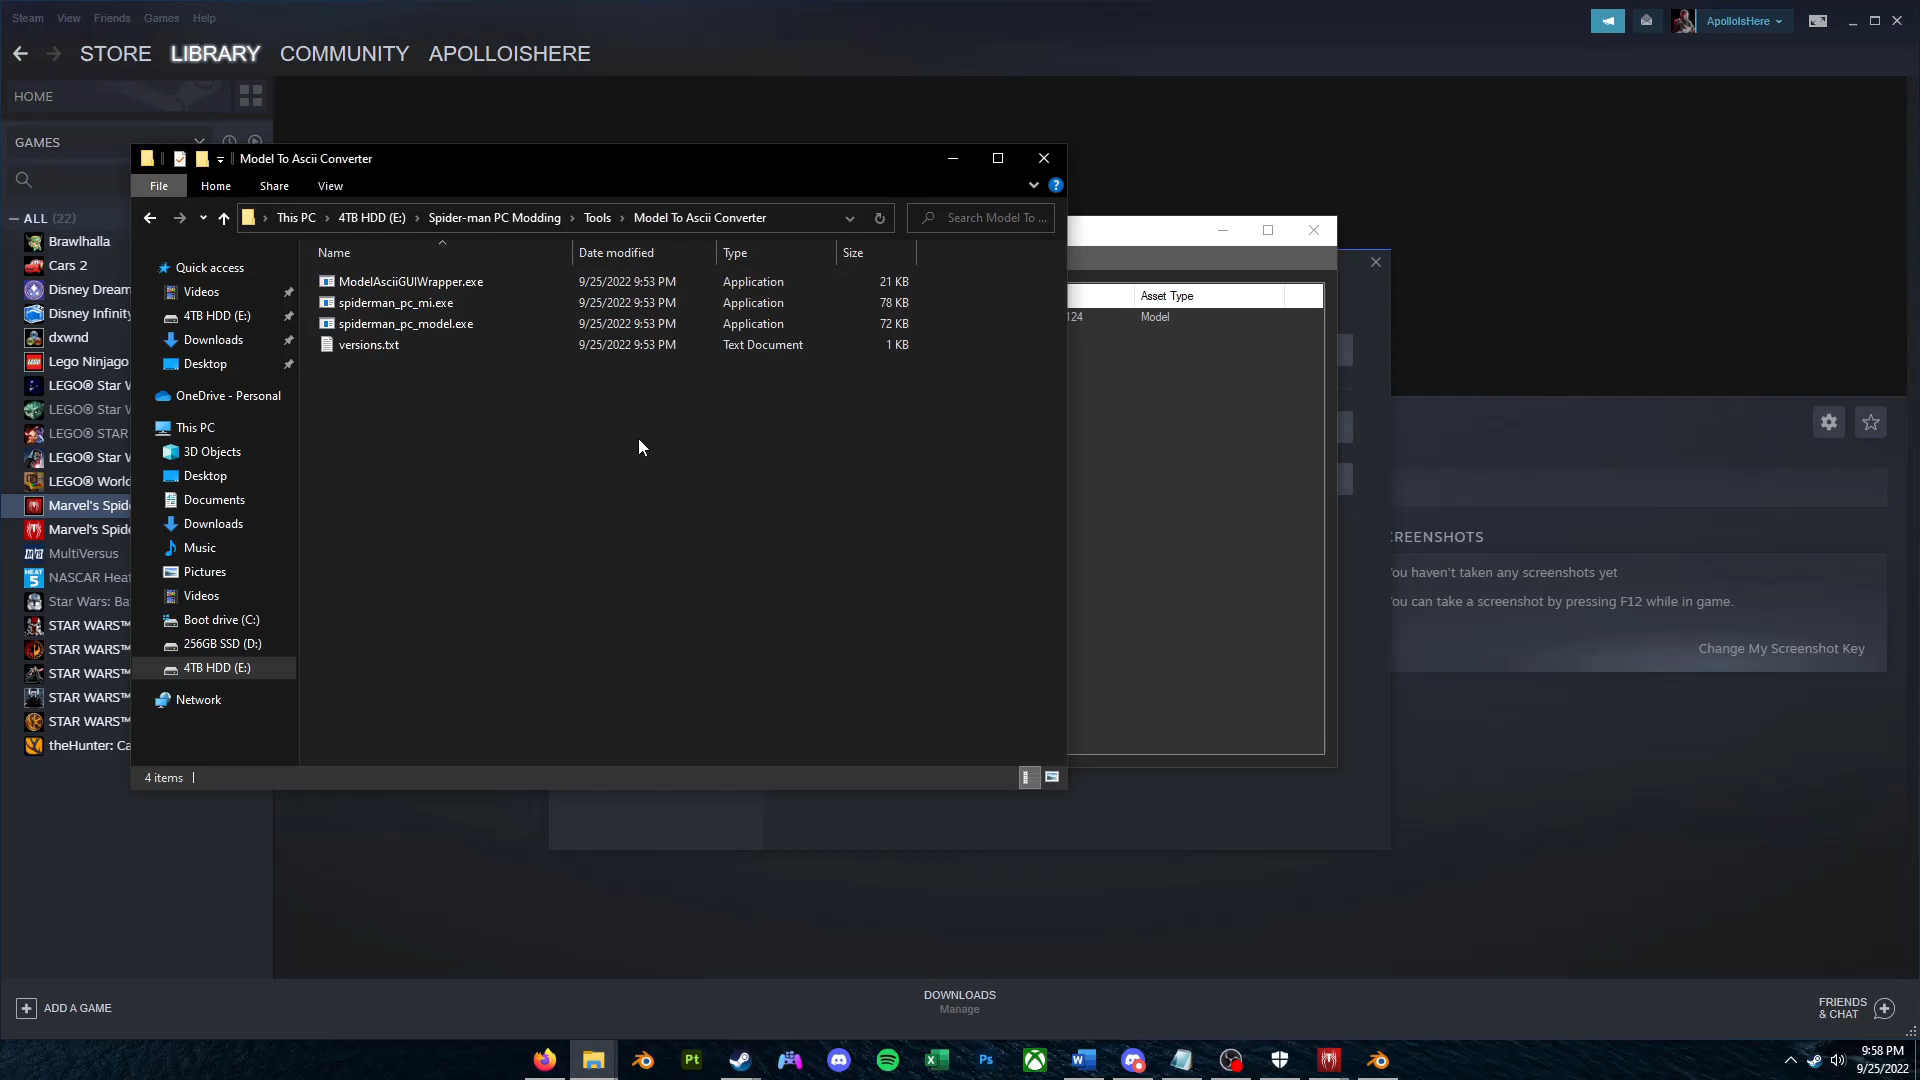 Steam View Friends Games Help
ApolloIsHere
STORE LIBRARY COMMUNITY APOLLOISHERE
HOME
GAMES
ALL (22)
Brawlhalla
Cars 2
Disney Dream
Disney Infinity
dxwnd
Lego Ninjago
LEGO® Star W
LEGO® Star W
LEGO® STAR
LEGO® Star W
LEGO® World
Marvel's Spide
Marvel's Spide
MultiVersus
NASCAR Heat
Star Wars: Ba
STAR WARS™
STAR WARS™
STAR WARS™
STAR WARS™
STAR WARS™
theHunter: Ca
Model To Ascii Converter
File Home Share View
This PC > 4TB HDD (E:) > Spider-man PC Modding > Tools > Model To Ascii Converter
Search Model To ...
Name Date modified Type Size
ModelAsciiGUIWrapper.exe 9/25/2022 9:53 PM Application 21 KB
spiderman_pc_mi.exe 9/25/2022 9:53 PM Application 78 KB
spiderman_pc_model.exe 9/25/2022 9:53 PM Application 72 KB
versions.txt 9/25/2022 9:53 PM Text Document 1 KB
Quick access
Videos
4TB HDD (E:)
Downloads
Desktop
OneDrive - Personal
This PC
3D Objects
Desktop
Documents
Downloads
Music
Pictures
Videos
Boot drive (C:)
256GB SSD (D:)
4TB HDD (E:)
Network
4 items
Asset Type
124 Model
CREENSHOTS
You haven't taken any screenshots yet
You can take a screenshot by pressing F12 while in game.
Change My Screenshot Key
ADD A GAME
DOWNLOADS
Manage
FRIENDS
& CHAT
Pt
Ps
9:58 PM
9/25/2022